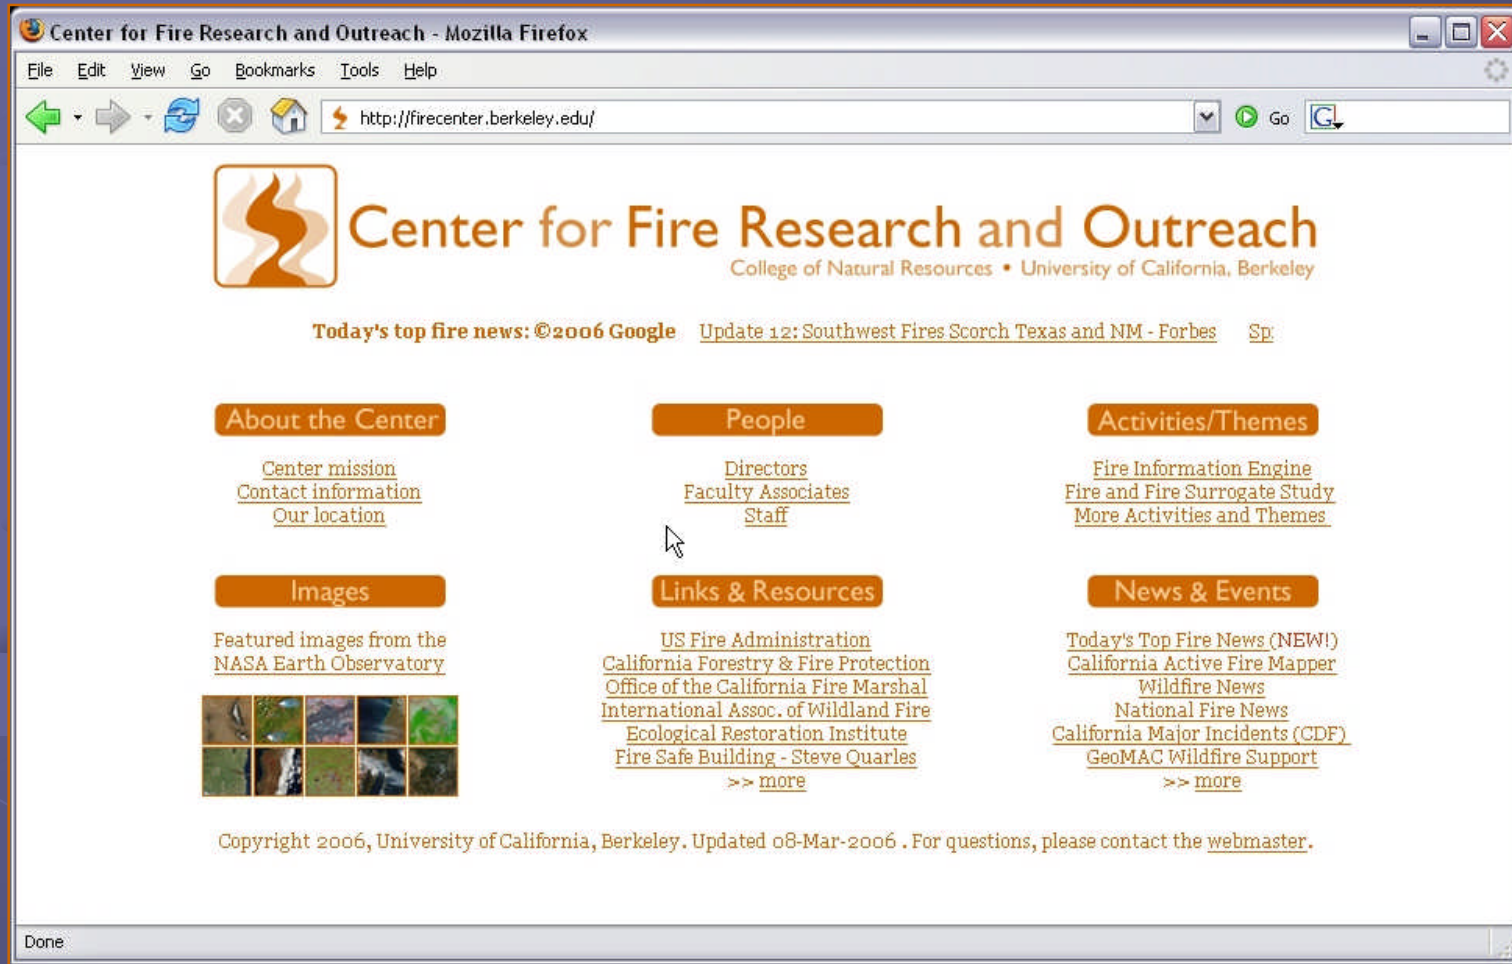 Center for Fire Research and Outreach - Mozilla Firefox
File Edit View Go Bookmarks Tools Help
http://firecenter.berkeley.edu/ Go G
Center for Fire Research and Outreach
College of Natural Resources • University of California, Berkeley
Today's top fire news: ©2006 Google Update 12: Southwest Fires Scorch Texas and NM - Forbes Sp
About the Center
Center mission
Contact information
Our location
People
Directors
Faculty Associates
Staff
Activities/Themes
Fire Information Engine
Fire and Fire Surrogate Study
More Activities and Themes
Images
Featured images from the
NASA Earth Observatory
Links & Resources
US Fire Administration
California Forestry & Fire Protection
Office of the California Fire Marshal
International Assoc. of Wildland Fire
Ecological Restoration Institute
Fire Safe Building - Steve Quarles
>> more
News & Events
Today's Top Fire News (NEW!)
California Active Fire Mapper
Wildfire News
National Fire News
California Major Incidents (CDF)
GeoMAC Wildfire Support
>> more
Copyright 2006, University of California, Berkeley. Updated 08-Mar-2006 . For questions, please contact the webmaster.
Done